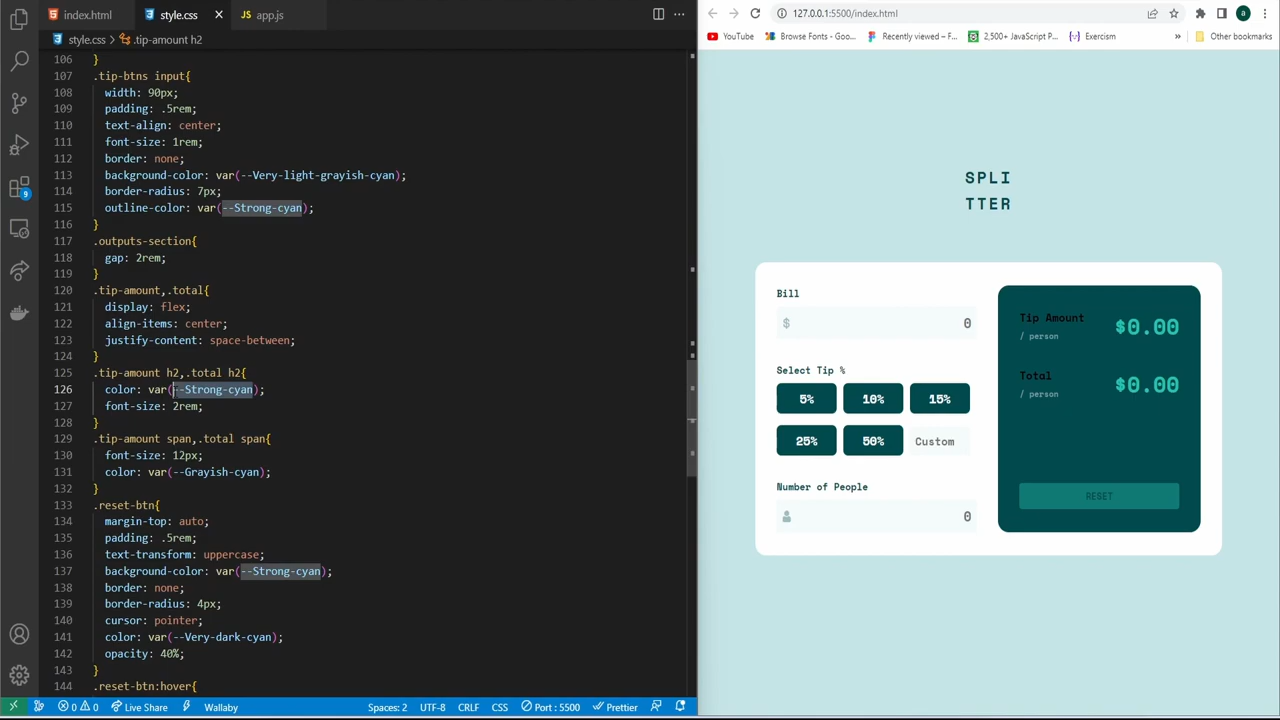 index.html
style.css
app.js
127.0.0.1:5500/index.html
a
YouTube
Browse Fonts - Goo...
Recently viewed – F...
2,500+ JavaScript P...
Exercism
»
Other bookmarks
style.css > .tip-amount h2
106 }
107 .tip-btns input{
108 width: 90px;
109 padding: .5rem;
110 text-align: center;
111 font-size: 1rem;
112 border: none;
113 background-color: var(--Very-light-grayish-cyan);
114 border-radius: 7px;
115 outline-color: var(--Strong-cyan);
116 }
117 .outputs-section{
118 gap: 2rem;
119 }
120 .tip-amount,.total{
121 display: flex;
122 align-items: center;
123 justify-content: space-between;
124 }
125 .tip-amount h2,.total h2{
126 color: var(--Strong-cyan);
127 font-size: 2rem;
128 }
129 .tip-amount span,.total span{
130 font-size: 12px;
131 color: var(--Grayish-cyan);
132 }
133 .reset-btn{
134 margin-top: auto;
135 padding: .5rem;
136 text-transform: uppercase;
137 background-color: var(--Strong-cyan);
138 border: none;
139 border-radius: 4px;
140 cursor: pointer;
141 color: var(--Very-dark-cyan);
142 opacity: 40%;
143 }
144 .reset-btn:hover{
9
0 0
Live Share
Wallaby
Spaces: 2
UTF-8
CRLF
CSS
Port : 5500
Prettier
SPLI
TTER
Bill
$ 0
Select Tip %
5% 10% 15%
25% 50% Custom
Number of People
0
Tip Amount
/ person
$0.00
Total
/ person
$0.00
RESET